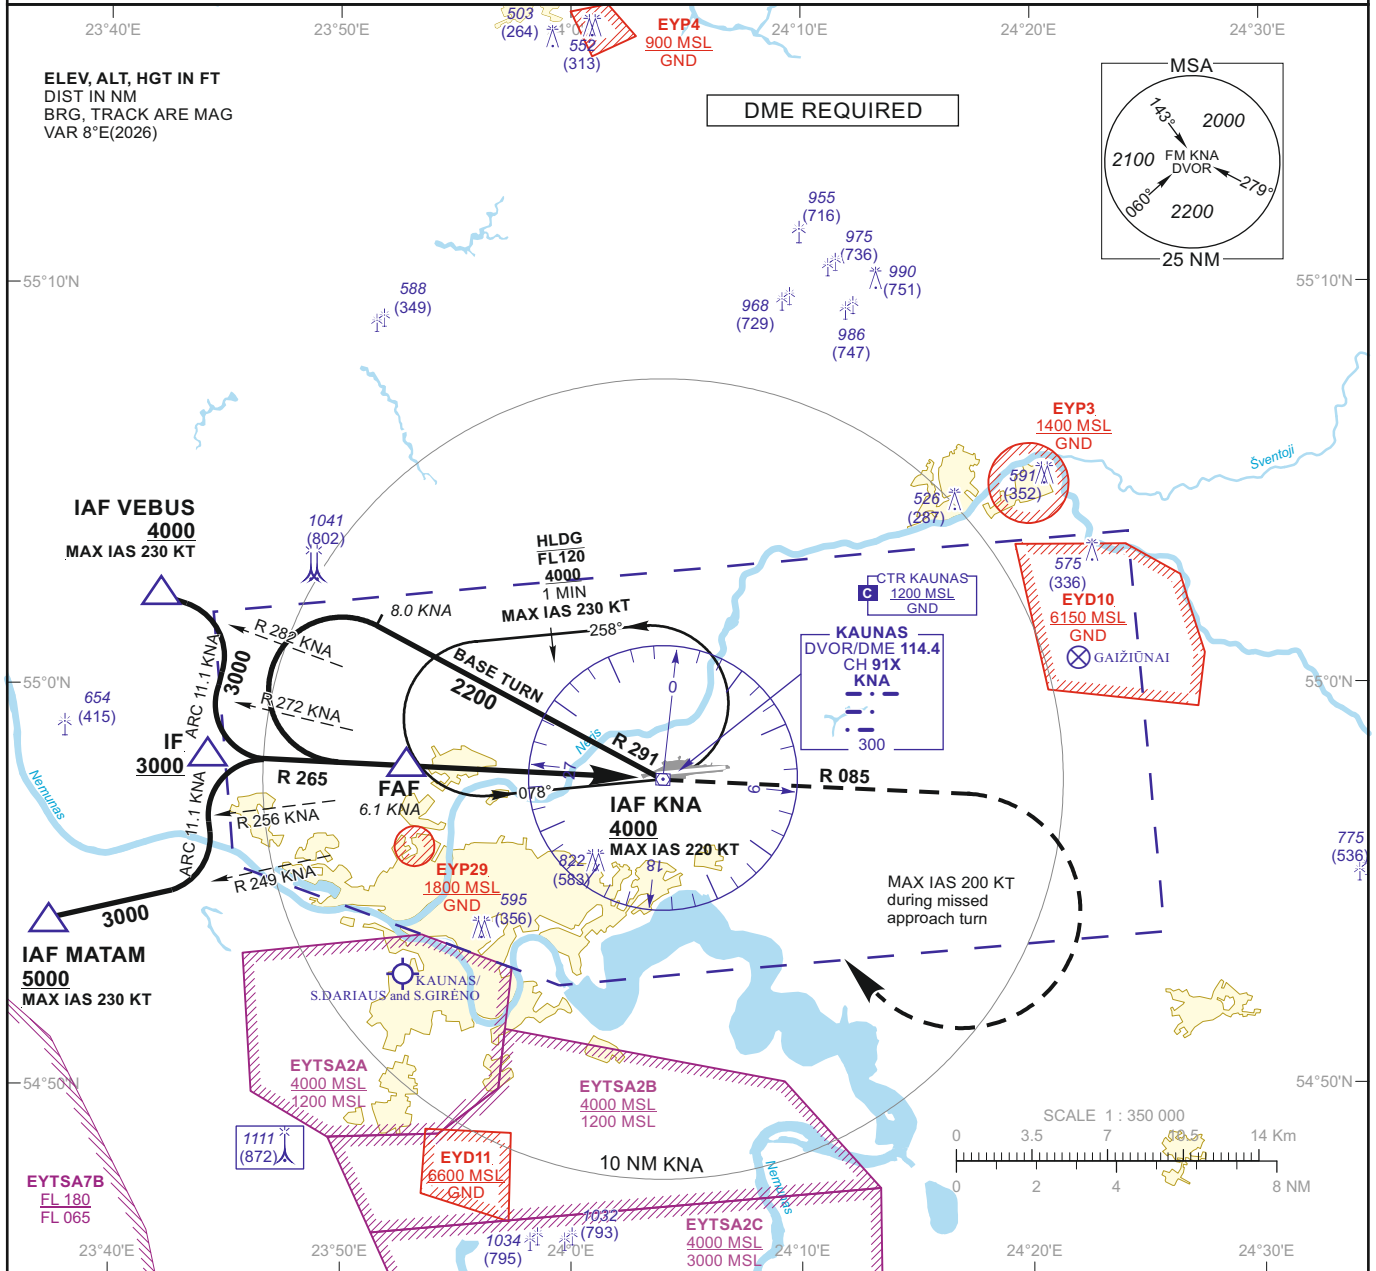 23°40'E
23°50'E
24°0'E
24°10'E
24°20'E
24°30'E
503
(264)
552
(313)
EYP4
900 MSL
GND
ELEV, ALT, HGT IN FT
DIST IN NM
BRG, TRACK ARE MAG
VAR 8°E(2026)
DME REQUIRED
MSA
143°
2000
2100
FM KNA
DVOR
060°
279°
2200
25 NM
55°10'N
55°10'N
955
(716)
975
(736)
990
(751)
968
(729)
986
(747)
588
(349)
EYP3
1400 MSL
GND
Šventoji
591
(352)
526
(287)
575
(336)
EYD10
6150 MSL
GND
GAIŽIŪNAI
IAF VEBUS
4000
MAX IAS 230 KT
1041
(802)
HLDG
FL120
4000
1 MIN
MAX IAS 230 KT
258°
8.0 KNA
C
CTR KAUNAS
1200 MSL
GND
KAUNAS
DVOR/DME 114.4
CH 91X
KNA
300
R 282 KNA
ARC 11.1 KNA
3000
BASE TURN
2200
R 272 KNA
55°0'N
55°0'N
654
(415)
0
9
18
27
Neris
R 291
IF
3000
R 265
FAF
6.1 KNA
078°
R 085
IAF KNA
4000
MAX IAS 220 KT
Nemunas
ARC 11.1 KNA
R 256 KNA
R 249 KNA
EYP29
1800 MSL
GND
822
(583)
595
(356)
775
(536)
MAX IAS 200 KT
during missed
approach turn
3000
IAF MATAM
5000
MAX IAS 230 KT
KAUNAS/
S.DARIAUS and S.GIRĖNO
EYTSA2A
4000 MSL
1200 MSL
EYTSA2B
4000 MSL
1200 MSL
54°50'N
54°50'N
1111
(872)
EYD11
6600 MSL
GND
10 NM KNA
Nemunas
SCALE 1 : 350 000
0 3.5 7 10.5 14 Km
0 2 4 8 NM
EYTSA7B
FL 180
FL 065
1034
(795)
1032
(793)
EYTSA2C
4000 MSL
3000 MSL
23°40'E
23°50'E
24°0'E
24°10'E
24°20'E
24°30'E